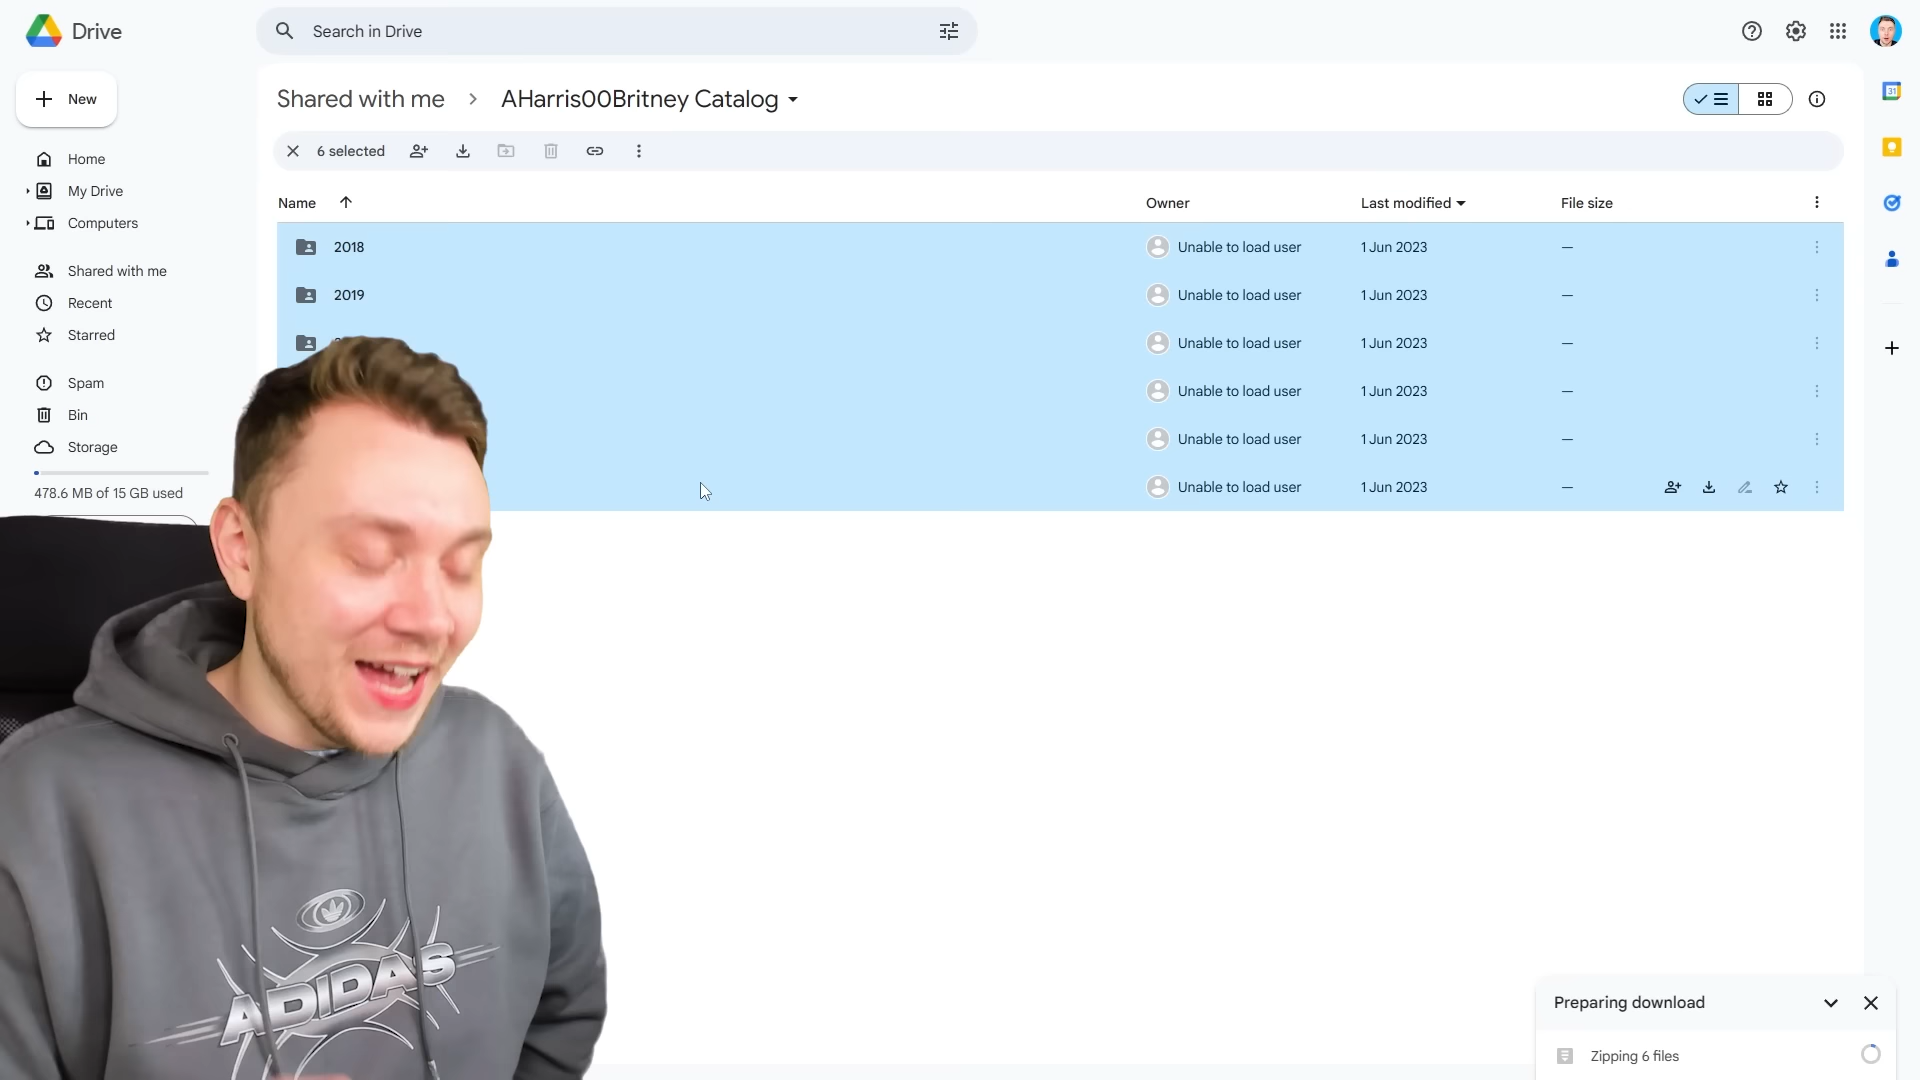 Drive
Search in Drive
New
Shared with me
AHarris00Britney Catalog
6 selected
Home
My Drive
Computers
Shared with me
Recent
Starred
Spam
Bin
Storage
478.6 MB of 15 GB used
Name
Owner
Last modified
File size
2018
Unable to load user
1 Jun 2023
—
2019
Unable to load user
1 Jun 2023
—
Unable to load user
1 Jun 2023
—
Unable to load user
1 Jun 2023
—
Unable to load user
1 Jun 2023
—
Unable to load user
1 Jun 2023
—
31
ADIDAS
Preparing download
Zipping 6 files